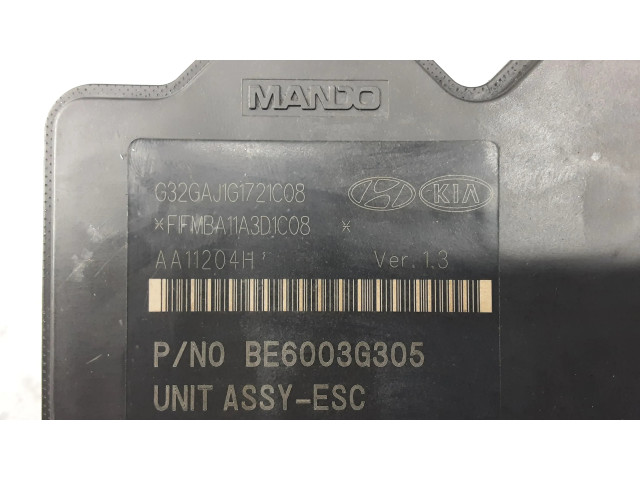 MANDO
G32GAJ1G1721C08
KIA
*FIFMBA11A3D1C08 *
AA11204H Ver. 1.3
P/NO BE6003G305
UNIT ASSY-ESC